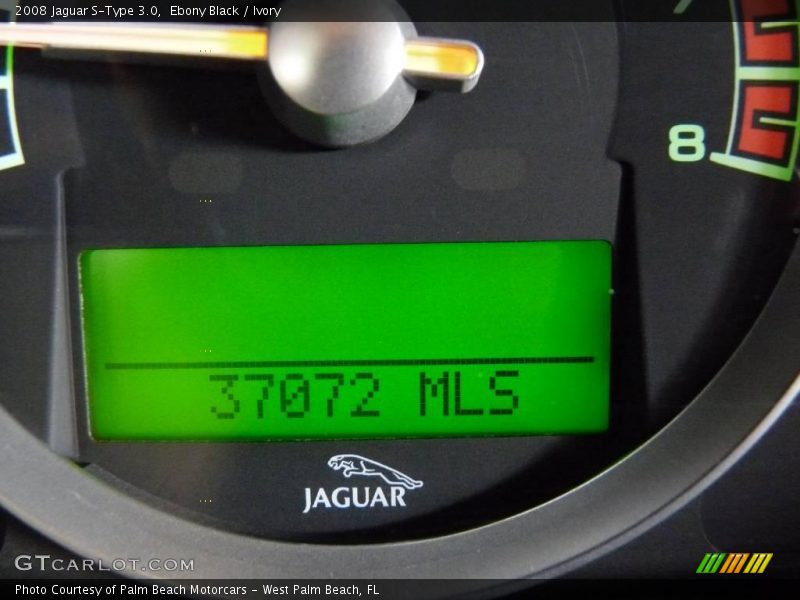 2008 Jaguar S-Type 3.0, Ebony Black / Ivory
8
37072 MLS
JAGUAR
GTCARLOT.COM
Photo Courtesy of Palm Beach Motorcars - West Palm Beach, FL